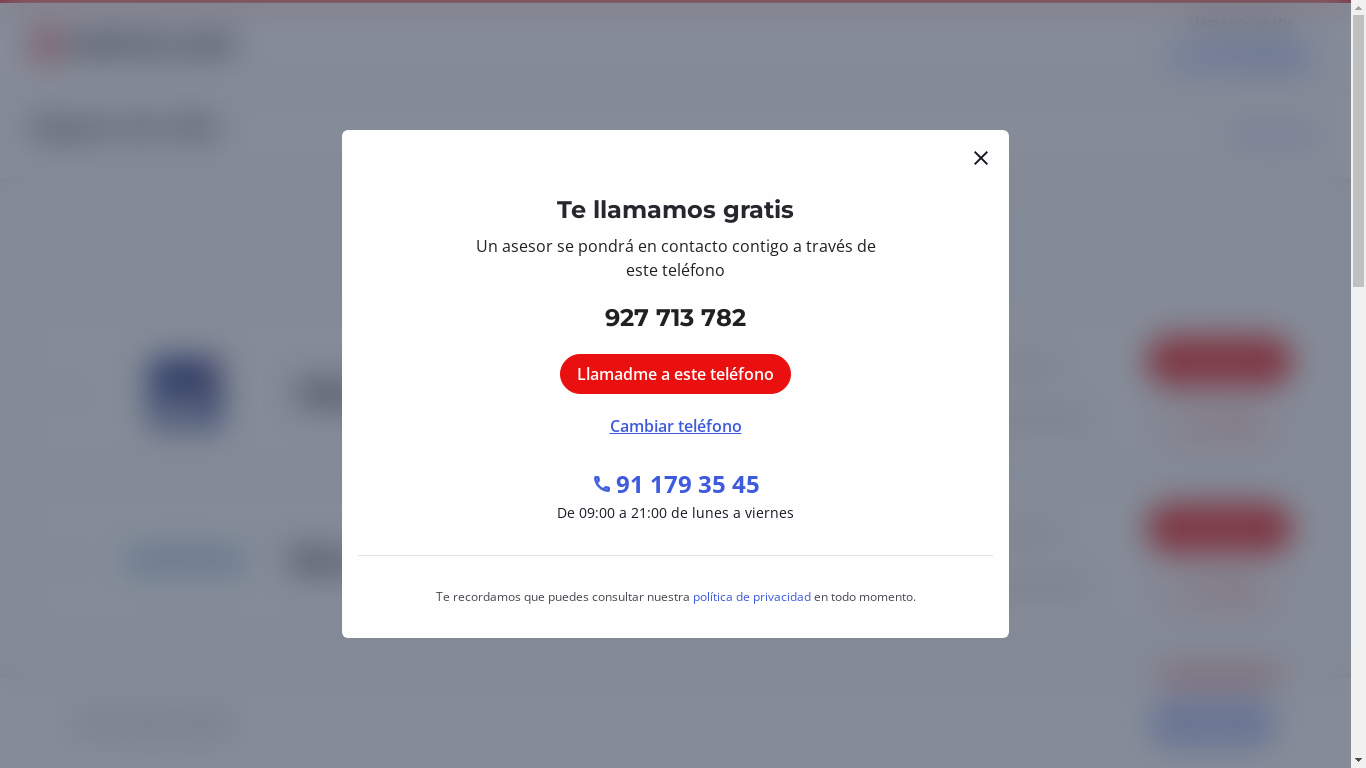 Te llamamos gratis
Un asesor se pondrá en contacto contigo a través de
este teléfono
927 713 782
Llamadme a este teléfono
Cambiar teléfono
91 179 35 45
De 09:00 a 21:00 de lunes a viernes
Te recordamos que puedes consultar nuestra política de privacidad en todo momento.